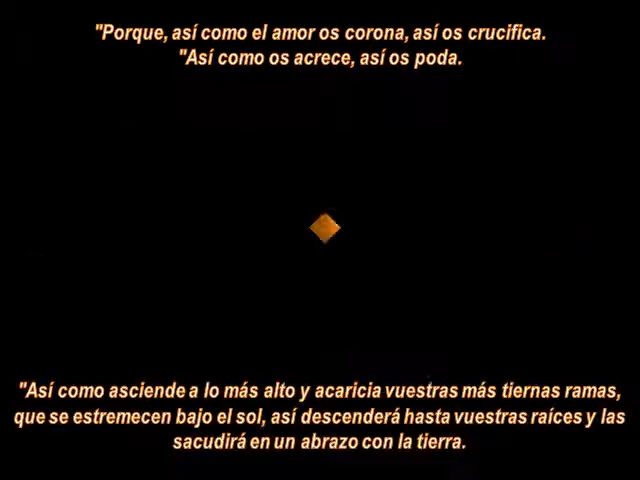 "Porque, así como el amor os corona, así os crucifica.
"Así como os acrece, así os poda.
"Así como asciende a lo más alto y acaricia vuestras más tiernas ramas,
que se estremecen bajo el sol, así descenderá hasta vuestras raíces y las
sacudirá en un abrazo con la tierra.